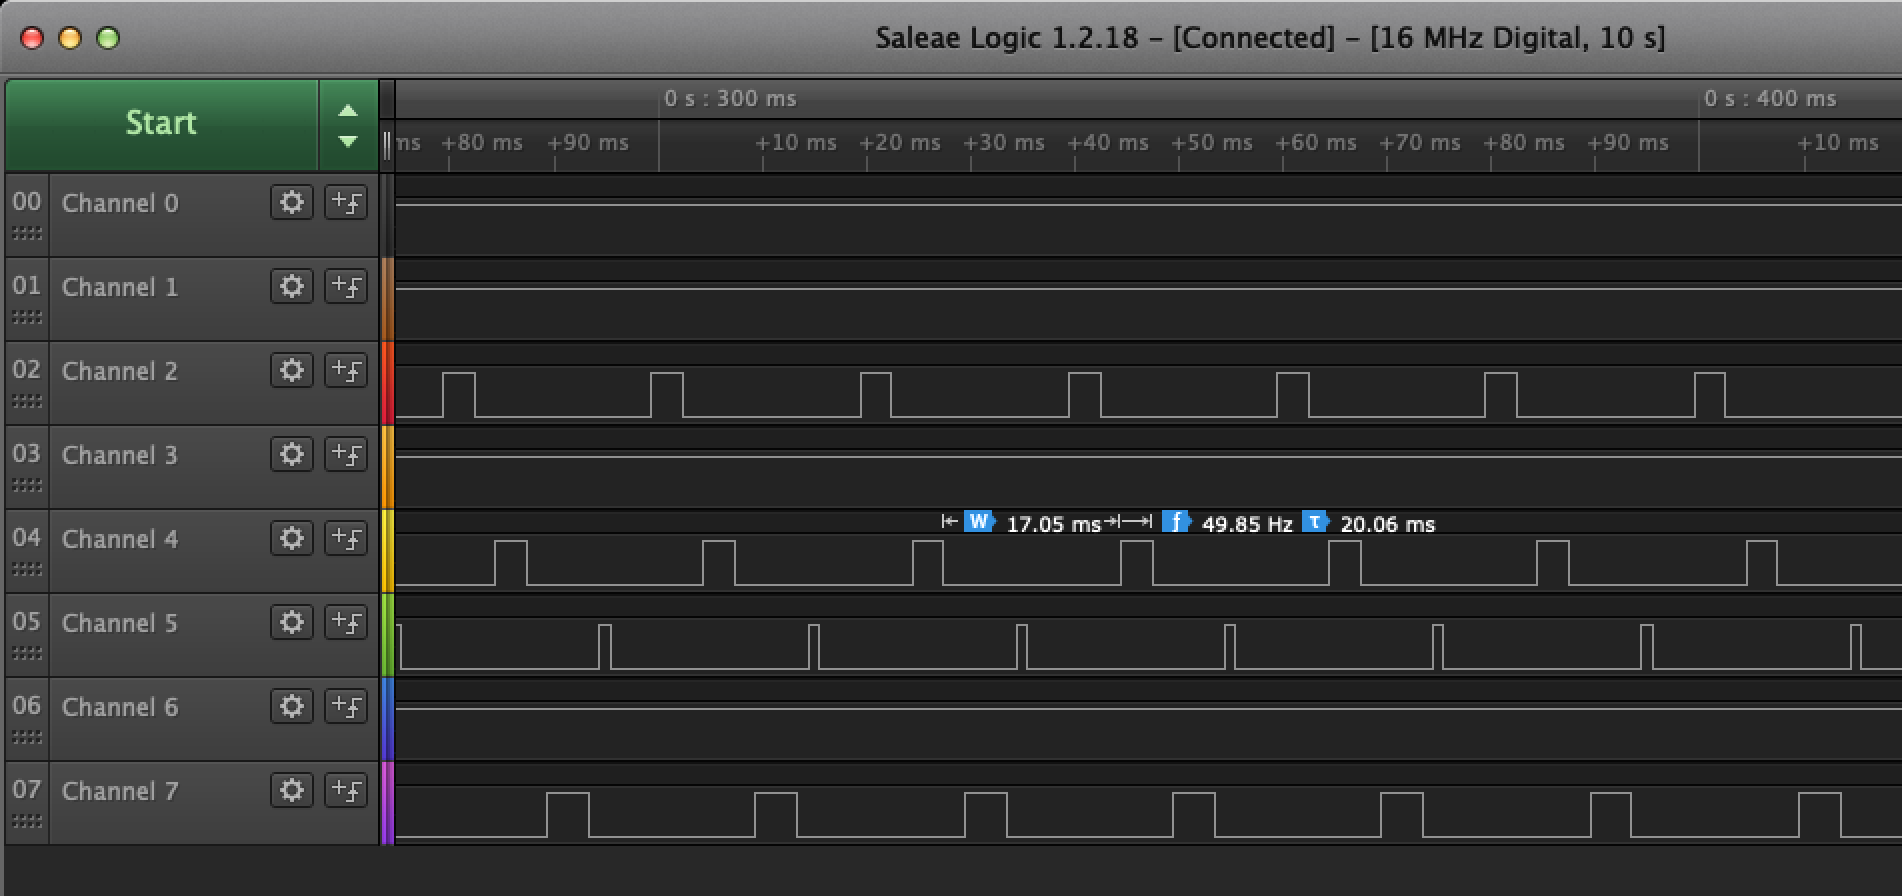 Saleae Logic 1.2.18 – [Connected] – [16 MHz Digital, 10 s]
Start
0 s : 300 ms 0 s : 400 ms
ms +80 ms +90 ms +10 ms +20 ms +30 ms +40 ms +50 ms +60 ms +70 ms +80 ms +90 ms +10 ms
00 Channel 0
01 Channel 1
02 Channel 2
03 Channel 3
W 17.05 ms f 49.85 Hz T 20.06 ms
04 Channel 4
05 Channel 5
06 Channel 6
07 Channel 7